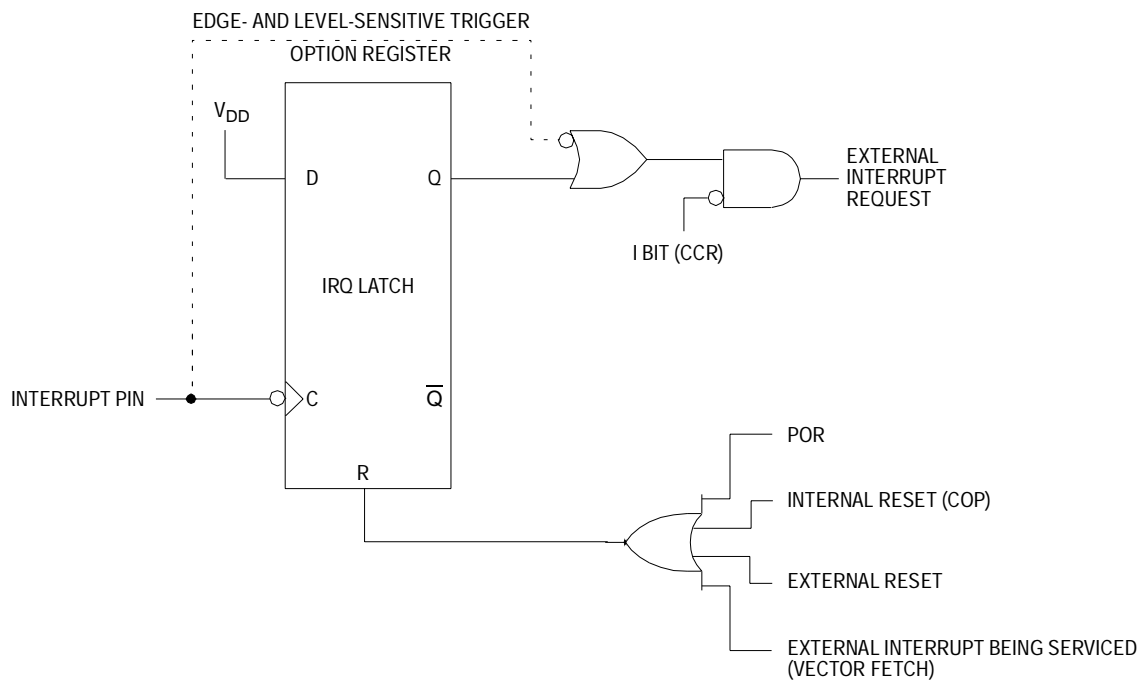 EDGE- AND LEVEL-SENSITIVE TRIGGER
OPTION REGISTER
VDD
D
Q
EXTERNAL
INTERRUPT
REQUEST
I BIT (CCR)
IRQ LATCH
INTERRUPT PIN
C
Q̅
R
POR
INTERNAL RESET (COP)
EXTERNAL RESET
EXTERNAL INTERRUPT BEING SERVICED
(VECTOR FETCH)